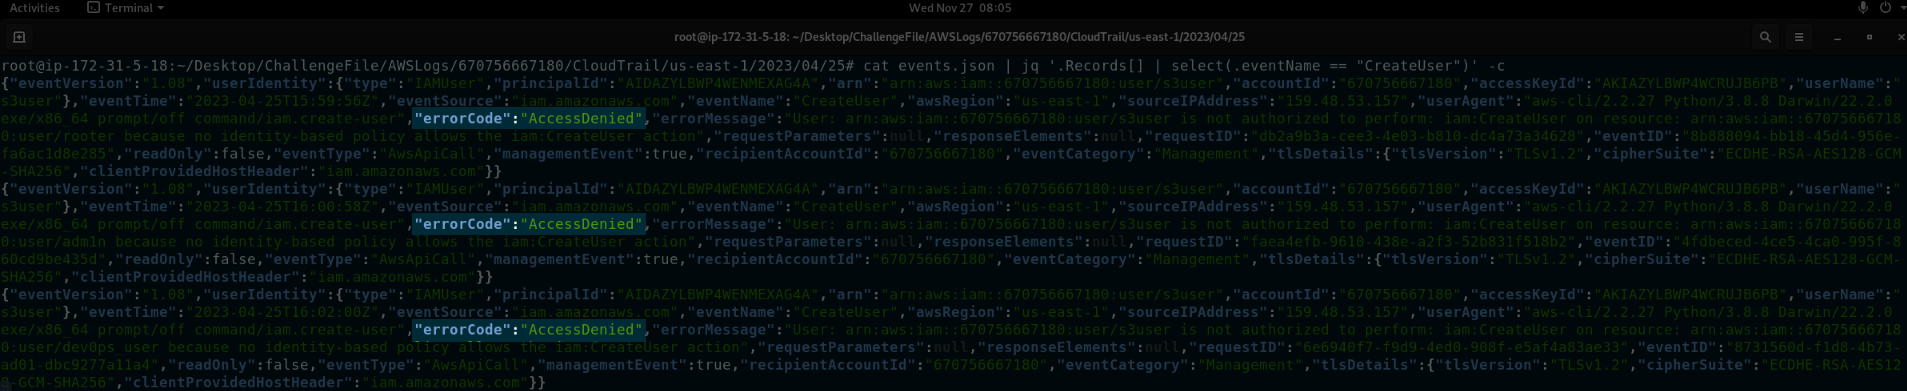 Activities Terminal Wed Nov 27 08:05
root@ip-172-31-5-18: ~/Desktop/ChallengeFile/AWSLogs/670756667180/CloudTrail/us-east-1/2023/04/25
root@ip-172-31-5-18:~/Desktop/ChallengeFile/AWSLogs/670756667180/CloudTrail/us-east-1/2023/04/25# cat events.json | jq '.Records[] | select(.eventName == "CreateUser")' -c
{"eventVersion":"1.08","userIdentity":{"type":"IAMUser","principalId":"AIDAZYLBWP4WENMEXAG4A","arn":"arn:aws:iam::670756667180:user/s3user","accountId":"670756667180","accessKeyId":"AKIAZYLBWP4WCRUJB6PB","userName":
"s3user"},"eventTime":"2023-04-25T15:59:56Z","eventSource":"iam.amazonaws.com","eventName":"CreateUser","awsRegion":"us-east-1","sourceIPAddress":"159.48.53.157","userAgent":"aws-cli/2.2.27 Python/3.8.8 Darwin/22.2.0
exe/x86_64 prompt/off command/iam.create-user","errorCode":"AccessDenied","errorMessage":"User: arn:aws:iam::670756667180:user/s3user is not authorized to perform: iam:CreateUser on resource: arn:aws:iam::67075666718
0:user/rooter because no identity-based policy allows the iam:CreateUser action","requestParameters":null,"responseElements":null,"requestID":"db2a9b3a-cee3-4e03-b810-dc4a73a34628","eventID":"8b888094-bb18-45d4-956e-
fa6ac1d8e285","readOnly":false,"eventType":"AwsApiCall","managementEvent":true,"recipientAccountId":"670756667180","eventCategory":"Management","tlsDetails":{"tlsVersion":"TLSv1.2","cipherSuite":"ECDHE-RSA-AES128-GCM
-SHA256","clientProvidedHostHeader":"iam.amazonaws.com"}}
{"eventVersion":"1.08","userIdentity":{"type":"IAMUser","principalId":"AIDAZYLBWP4WENMEXAG4A","arn":"arn:aws:iam::670756667180:user/s3user","accountId":"670756667180","accessKeyId":"AKIAZYLBWP4WCRUJB6PB","userName":
"s3user"},"eventTime":"2023-04-25T16:00:58Z","eventSource":"iam.amazonaws.com","eventName":"CreateUser","awsRegion":"us-east-1","sourceIPAddress":"159.48.53.157","userAgent":"aws-cli/2.2.27 Python/3.8.8 Darwin/22.2.0
exe/x86_64 prompt/off command/iam.create-user","errorCode":"AccessDenied","errorMessage":"User: arn:aws:iam::670756667180:user/s3user is not authorized to perform: iam:CreateUser on resource: arn:aws:iam::67075666718
0:user/adm1n because no identity-based policy allows the iam:CreateUser action","requestParameters":null,"responseElements":null,"requestID":"faea4efb-9610-438e-a2f3-52b831f518b2","eventID":"4fdbeced-4ce5-4ca0-995f-8
60cd9be435d","readOnly":false,"eventType":"AwsApiCall","managementEvent":true,"recipientAccountId":"670756667180","eventCategory":"Management","tlsDetails":{"tlsVersion":"TLSv1.2","cipherSuite":"ECDHE-RSA-AES128-GCM-
SHA256","clientProvidedHostHeader":"iam.amazonaws.com"}}
{"eventVersion":"1.08","userIdentity":{"type":"IAMUser","principalId":"AIDAZYLBWP4WENMEXAG4A","arn":"arn:aws:iam::670756667180:user/s3user","accountId":"670756667180","accessKeyId":"AKIAZYLBWP4WCRUJB6PB","userName":
"s3user"},"eventTime":"2023-04-25T16:02:00Z","eventSource":"iam.amazonaws.com","eventName":"CreateUser","awsRegion":"us-east-1","sourceIPAddress":"159.48.53.157","userAgent":"aws-cli/2.2.27 Python/3.8.8 Darwin/22.2.0
exe/x86_64 prompt/off command/iam.create-user","errorCode":"AccessDenied","errorMessage":"User: arn:aws:iam::670756667180:user/s3user is not authorized to perform: iam:CreateUser on resource: arn:aws:iam::67075666718
0:user/dev0ps_user because no identity-based policy allows the iam:CreateUser action","requestParameters":null,"responseElements":null,"requestID":"6e6940f7-f9d9-4ed0-908f-e5af4a83ae33","eventID":"8731560d-f1d8-4b73-
ad01-dbc9277a11a4","readOnly":false,"eventType":"AwsApiCall","managementEvent":true,"recipientAccountId":"670756667180","eventCategory":"Management","tlsDetails":{"tlsVersion":"TLSv1.2","cipherSuite":"ECDHE-RSA-AES12
8-GCM-SHA256","clientProvidedHostHeader":"iam.amazonaws.com"}}